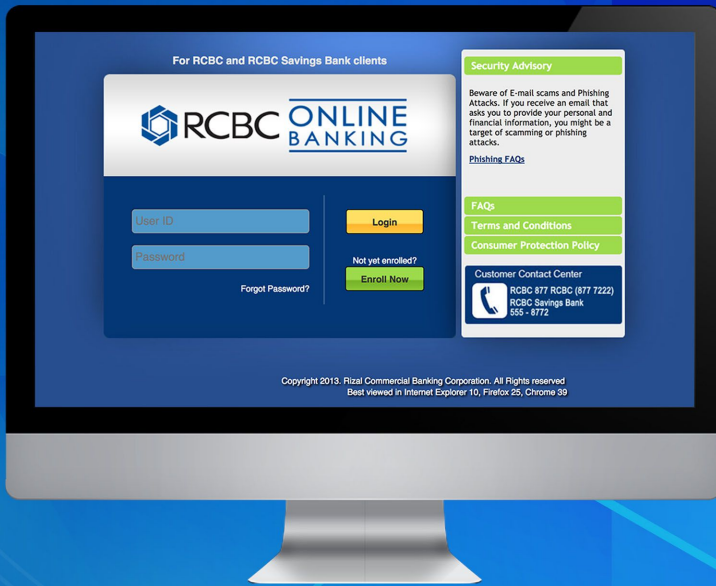 For RCBC and RCBC Savings Bank clients
RCBC ONLINE
BANKING
User ID
Password
Forgot Password?
Login
Not yet enrolled?
Enroll Now
Security Advisory
Beware of E-mail scams and Phishing
Attacks. If you receive an email that
asks you to provide your personal and
financial information, you might be a
target of scamming or phishing
attacks.
Phishing FAQs
FAQs
Terms and Conditions
Consumer Protection Policy
Customer Contact Center
RCBC 877 RCBC (877 7222)
RCBC Savings Bank
555 - 8772
Copyright 2013. Rizal Commercial Banking Corporation. All Rights reserved
Best viewed in Internet Explorer 10, Firefox 25, Chrome 39